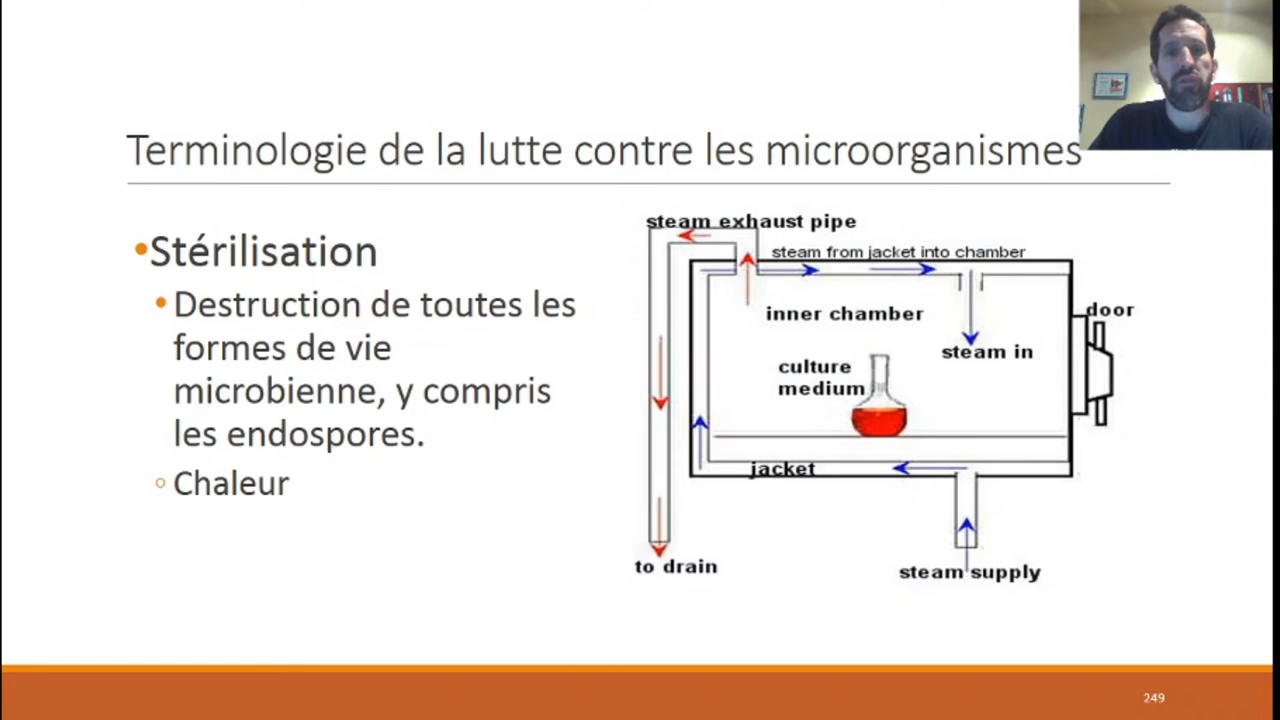 Terminologie de la lutte contre les microorganismes
•Stérilisation
•Destruction de toutes les
formes de vie
microbienne, y compris
les endospores.
○ Chaleur
steam exhaust pipe
steam from jacket into chamber
inner chamber
door
steam in
culture
medium
jacket
to drain
steam supply
249